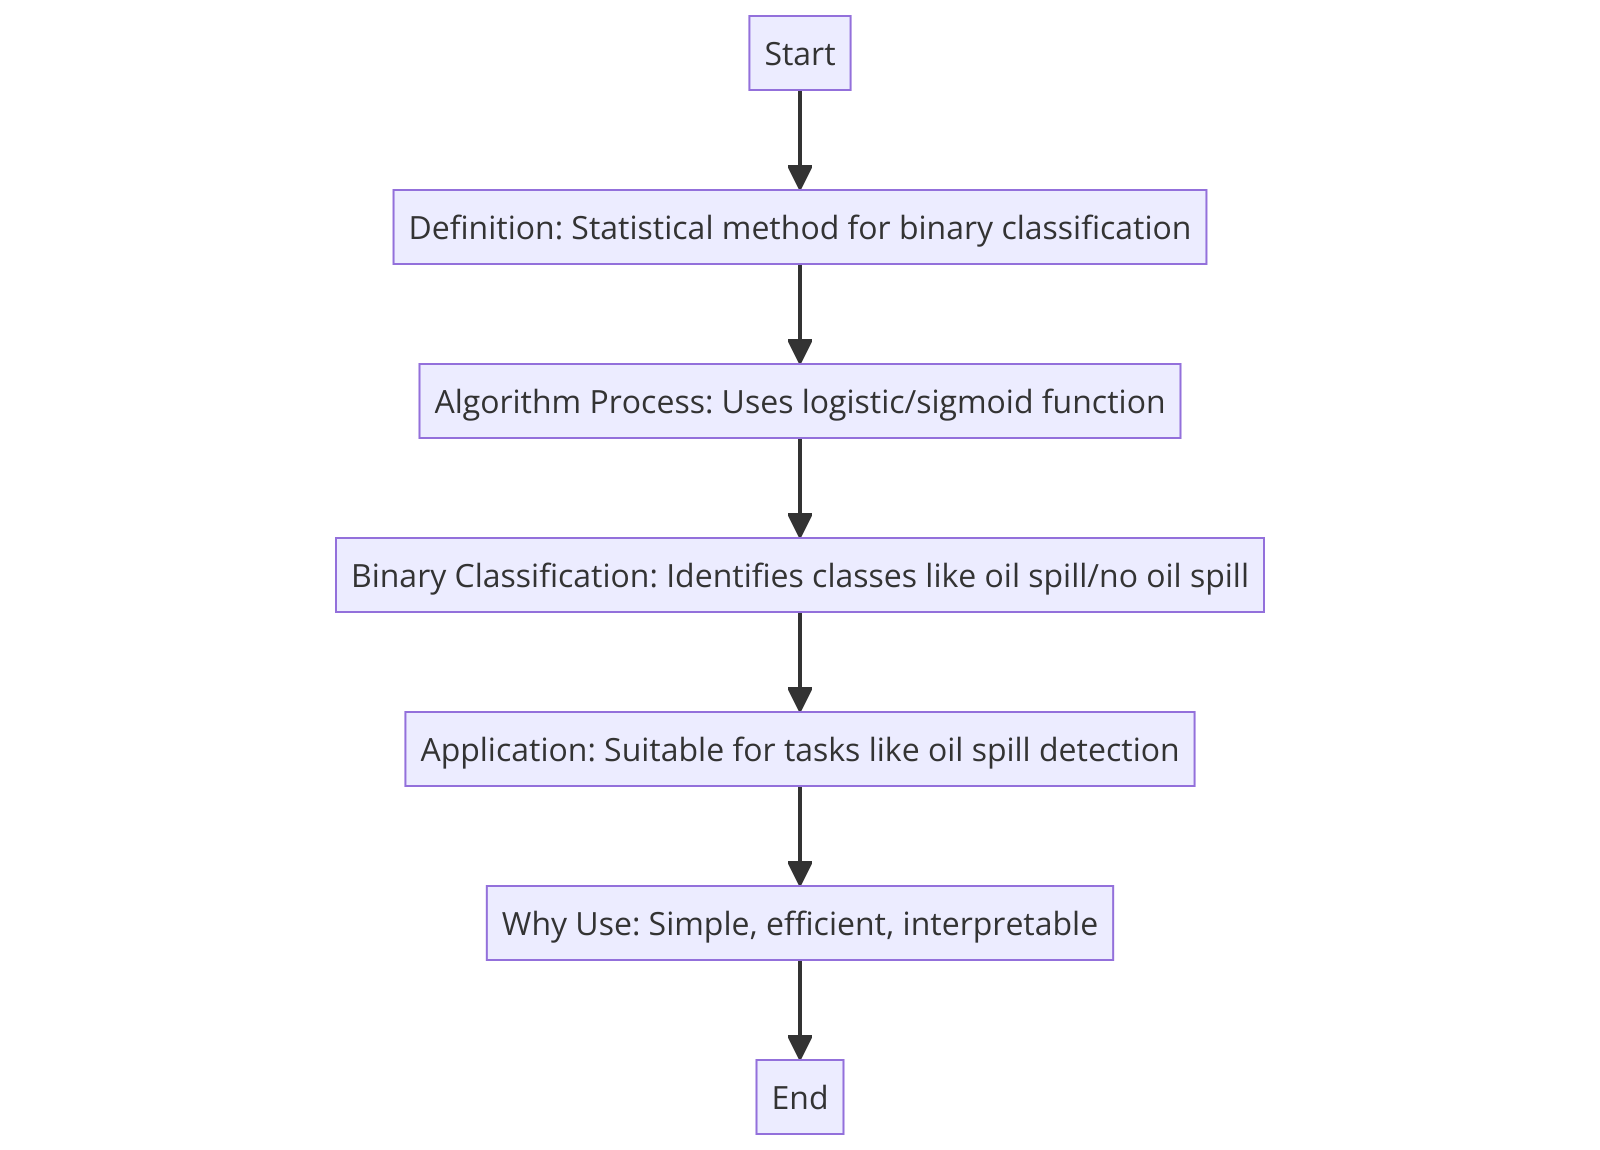 Start
Definition: Statistical method for binary classification
Algorithm Process: Uses logistic/sigmoid function
Binary Classification: Identifies classes like oil spill/no oil spill
Application: Suitable for tasks like oil spill detection
Why Use: Simple, efficient, interpretable
End